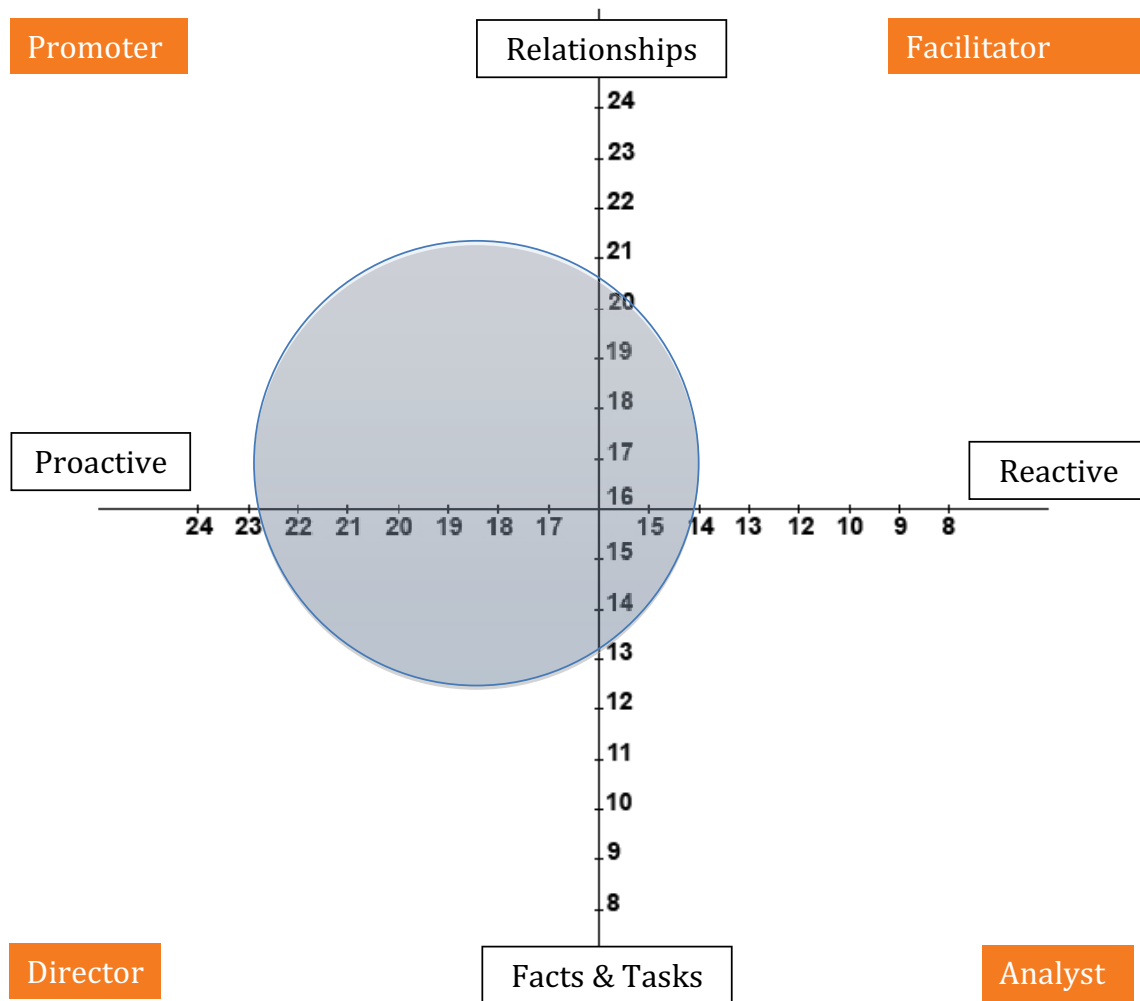 Promoter
Relationships
Facilitator
24
23
22
21
20
19
18
17
Proactive
Reactive
16
24 23 22 21 20 19 18 17 15 14 13 12 10 9 8
15
14
13
12
11
10
9
8
Director
Facts & Tasks
Analyst